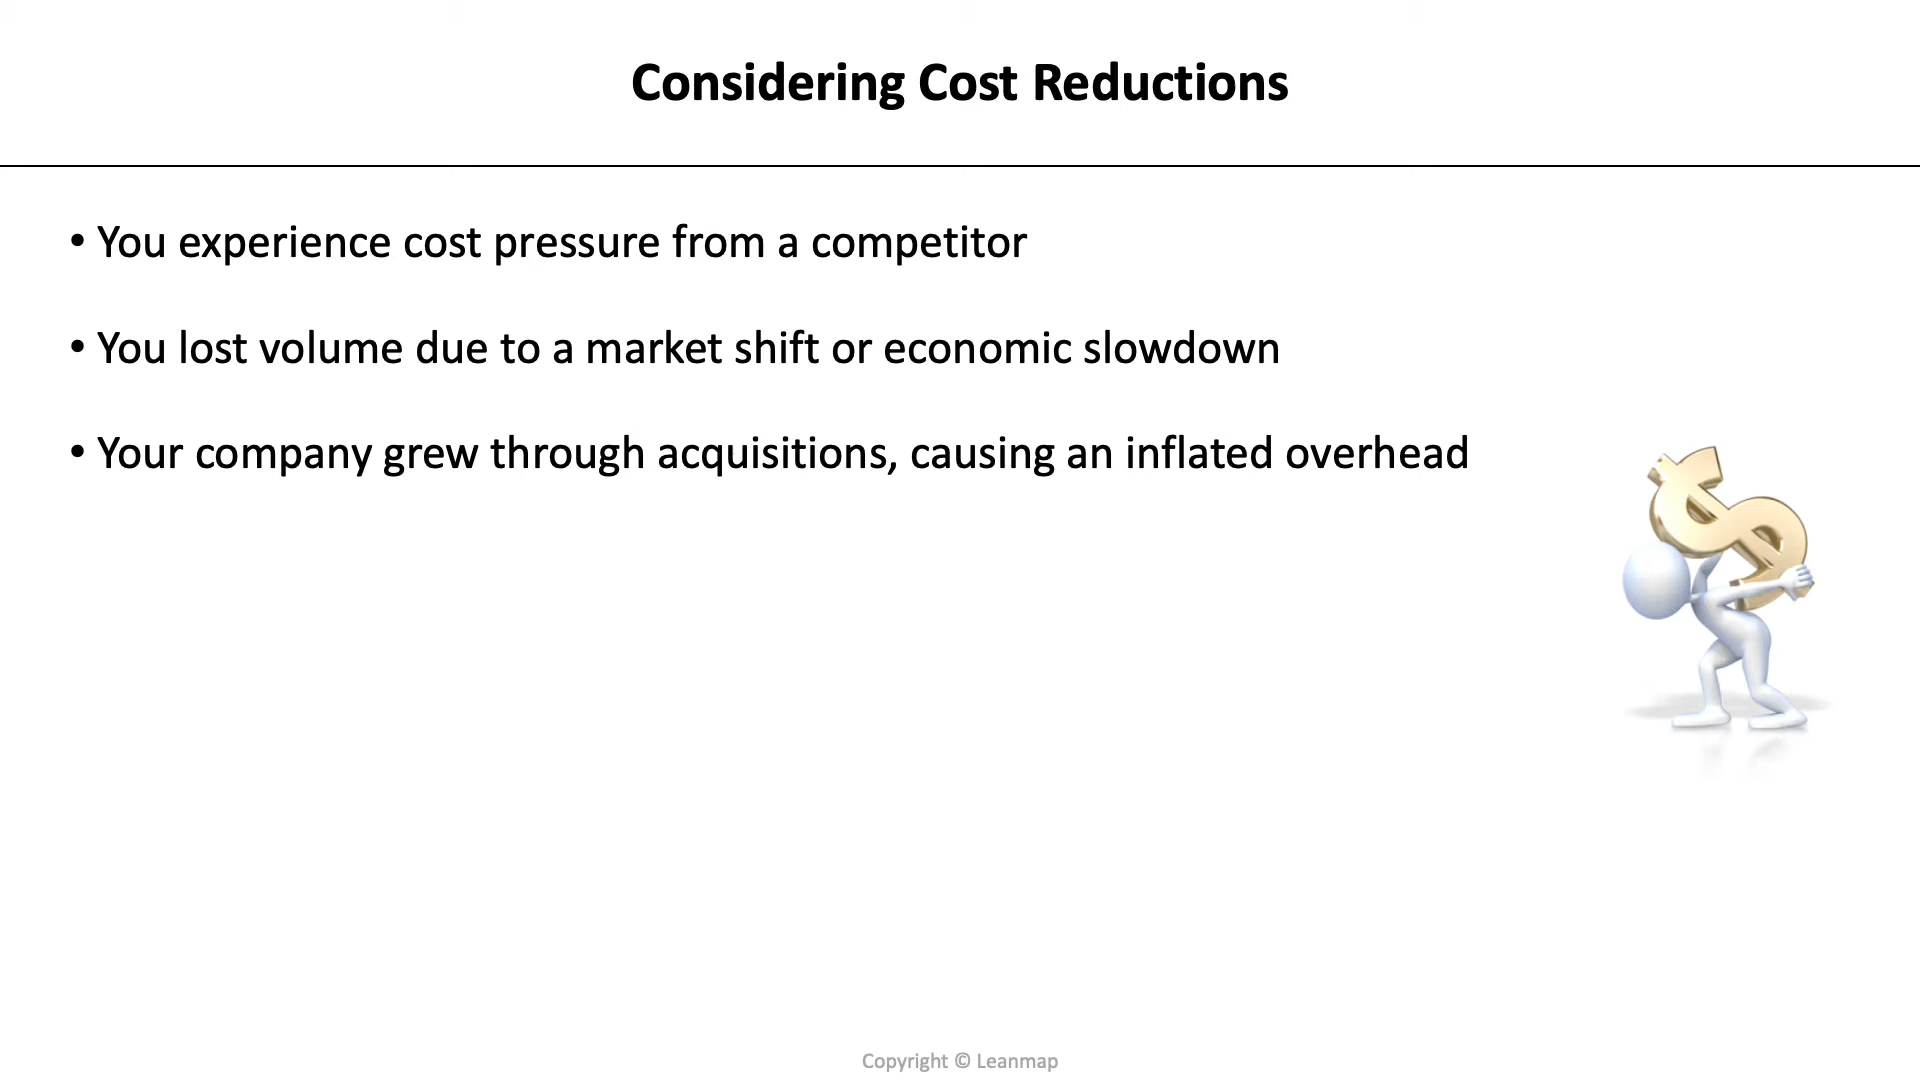 Considering Cost Reductions
• You experience cost pressure from a competitor
• You lost volume due to a market shift or economic slowdown
• Your company grew through acquisitions, causing an inflated overhead
Copyright © Leanmap